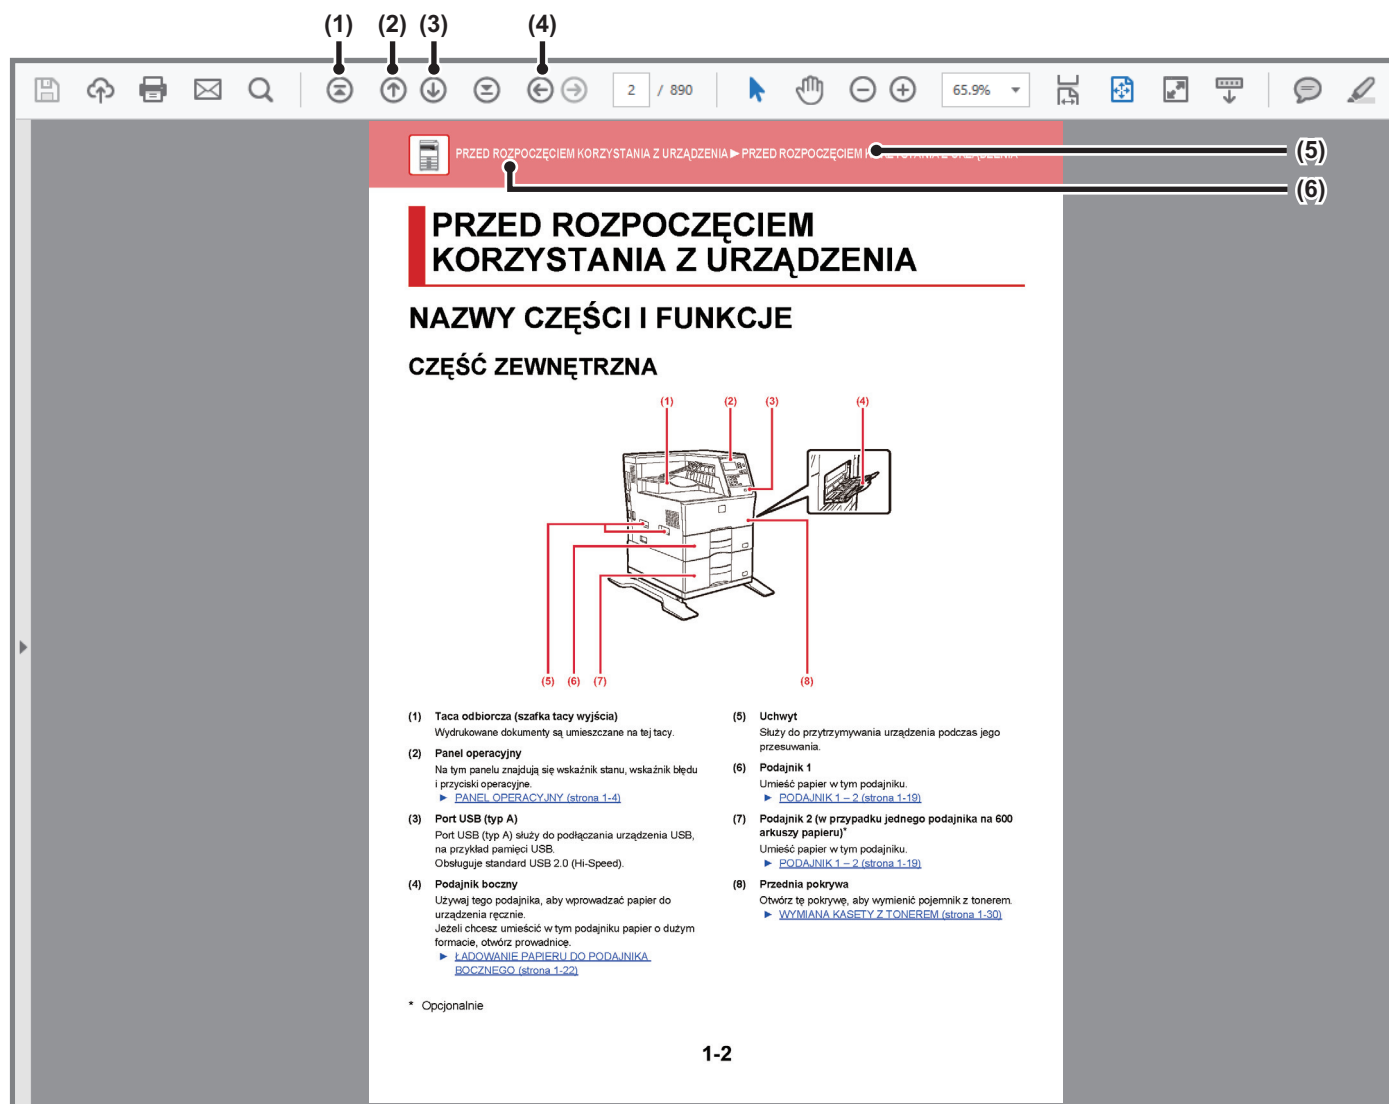 (1) (2) (3) (4)
2 / 890 65.9%
PRZED ROZPOCZĘCIEM KORZYSTANIA Z URZĄDZENIA►PRZED ROZPOCZĘCIEM KORZYSTANIA Z URZĄDZENIA
(5)
(6)
PRZED ROZPOCZĘCIEM
KORZYSTANIA Z URZĄDZENIA
NAZWY CZĘŚCI I FUNKCJE
CZĘŚĆ ZEWNĘTRZNA
(1) (2) (3) (4)
(5) (6) (7) (8)
(1) Taca odbiorcza (szafka tacy wyjścia)
Wydrukowane dokumenty są umieszczane na tej tacy.
(2) Panel operacyjny
Na tym panelu znajdują się wskaźnik stanu, wskaźnik błędu
i przyciski operacyjne.
► PANEL OPERACYJNY (strona 1-4)
(3) Port USB (typ A)
Port USB (typ A) służy do podłączania urządzenia USB,
na przykład pamięci USB.
Obsługuje standard USB 2.0 (Hi-Speed).
(4) Podajnik boczny
Używaj tego podajnika, aby wprowadzać papier do
urządzenia ręcznie.
Jeżeli chcesz umieścić w tym podajniku papier o dużym
formacie, otwórz prowadnicę.
► ŁADOWANIE PAPIERU DO PODAJNIKA
BOCZNEGO (strona 1-22)
(5) Uchwyt
Służy do przytrzymywania urządzenia podczas jego
przesuwania.
(6) Podajnik 1
Umieść papier w tym podajniku.
► PODAJNIK 1 – 2 (strona 1-19)
(7) Podajnik 2 (w przypadku jednego podajnika na 600
arkuszy papieru)*
Umieść papier w tym podajniku.
► PODAJNIK 1 – 2 (strona 1-19)
(8) Przednia pokrywa
Otwórz tę pokrywę, aby wymienić pojemnik z tonerem.
► WYMIANA KASETY Z TONEREM (strona 1-30)
* Opcjonalnie
1-2